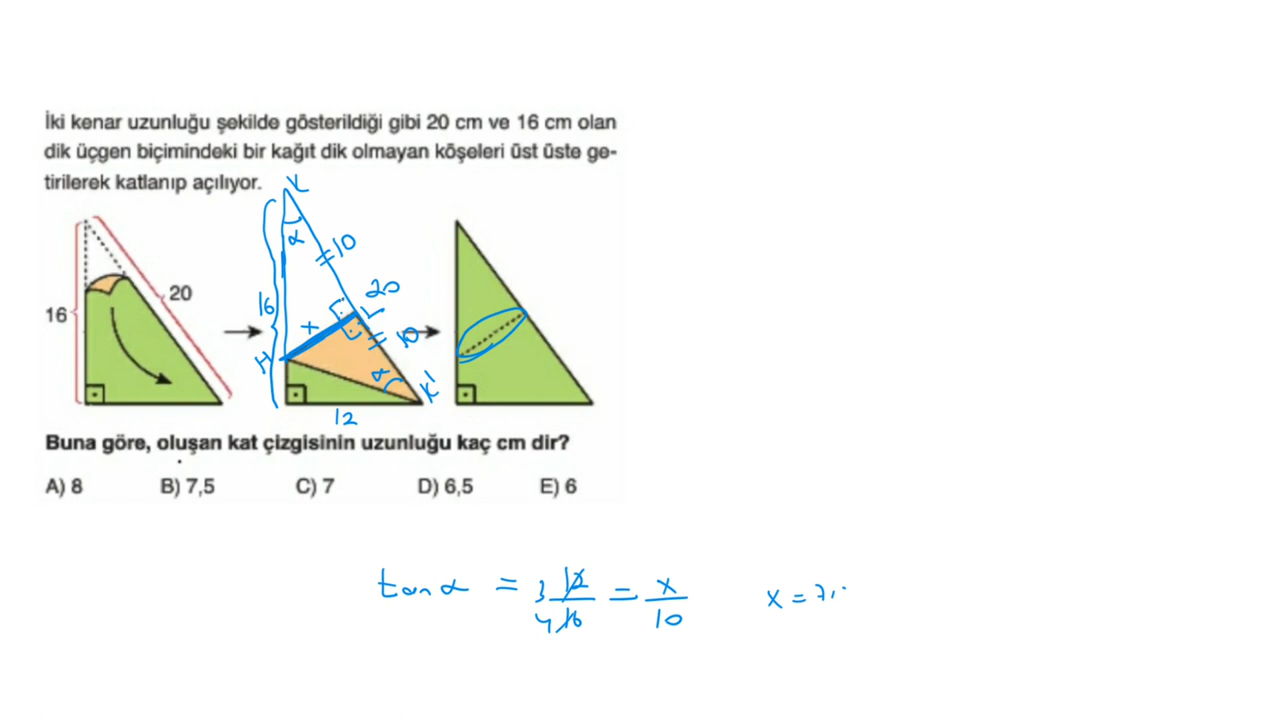 İki kenar uzunluğu şekilde gösterildiği gibi 20 cm ve 16 cm olan
dik üçgen biçimindeki bir kağıt dik olmayan köşeleri üst üste ge-
tirilerek katlanıp açılıyor.
16
20
K
α
10
16
20
x
L
H
10
α
K'
12
Buna göre, oluşan kat çizgisinin uzunluğu kaç cm dir?
A) 8 B) 7,5 C) 7 D) 6,5 E) 6
tan α = 3 12 / 4 16 = x / 10 x = 7,